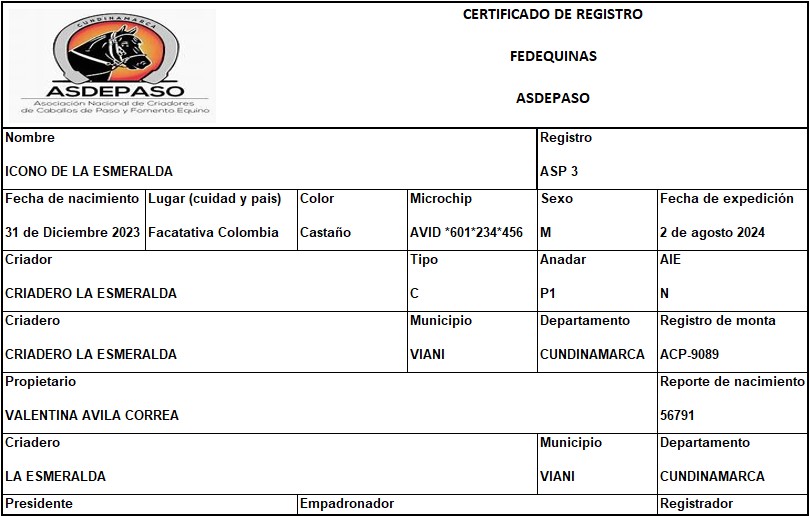 CUNDINAMARCA
ASDEPASO
Asociación Nacional de Criadores
de Caballos de Paso y Fomento Equino
CERTIFICADO DE REGISTRO
FEDEQUINAS
ASDEPASO
Nombre Registro
ICONO DE LA ESMERALDA ASP 3
Fecha de nacimiento Lugar (cuidad y pais) Color Microchip Sexo Fecha de expedición
31 de Diciembre 2023 Facatativa Colombia Castaño AVID *601*234*456 M 2 de agosto 2024
Criador Tipo Anadar AIE
CRIADERO LA ESMERALDA C P1 N
Criadero Municipio Departamento Registro de monta
CRIADERO LA ESMERALDA VIANI CUNDINAMARCA ACP-9089
Propietario Reporte de nacimiento
VALENTINA AVILA CORREA 56791
Criadero Municipio Departamento
LA ESMERALDA VIANI CUNDINAMARCA
Presidente Empadronador Registrador